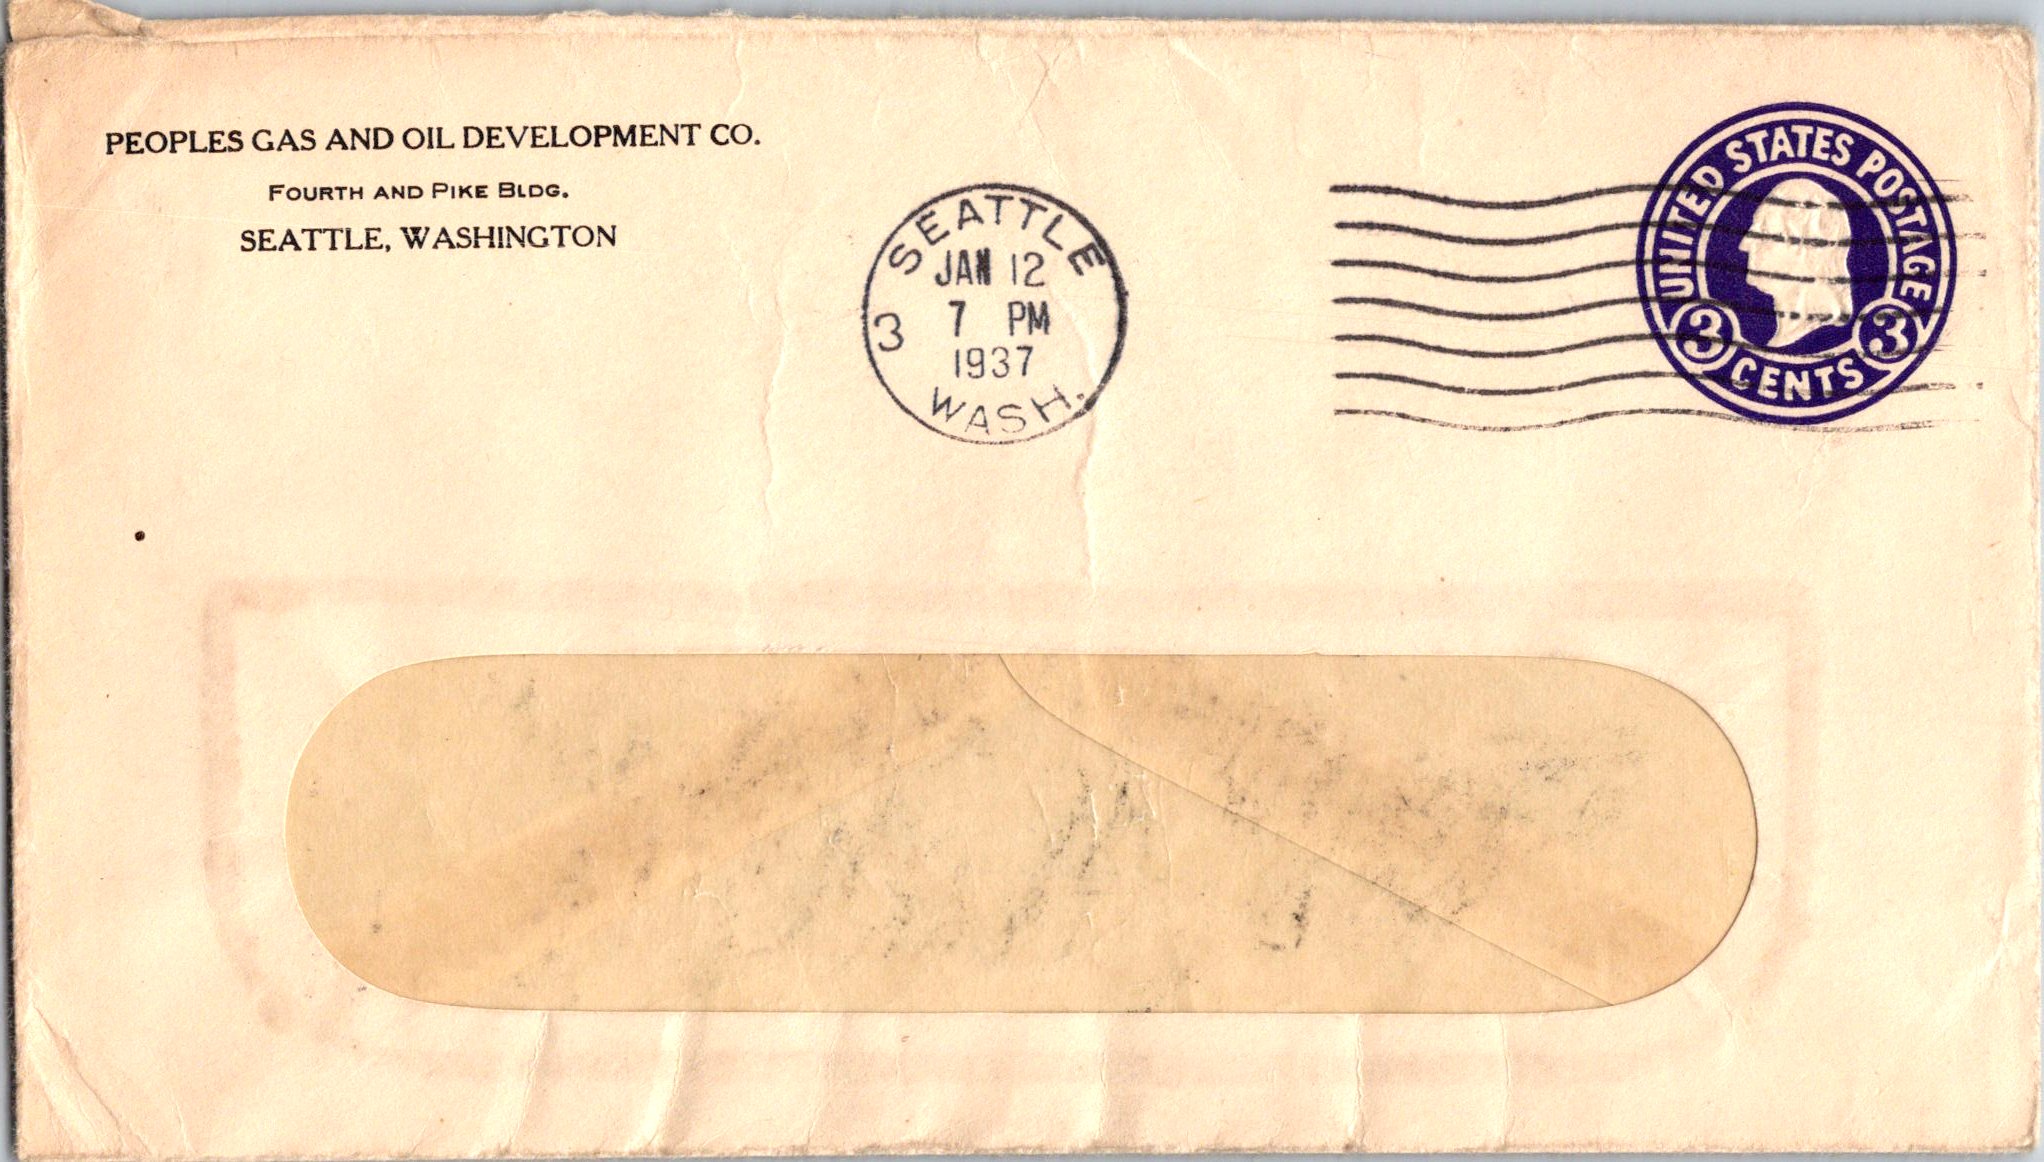 PEOPLES GAS AND OIL DEVELOPMENT CO.
FOURTH AND PIKE BLDG.
SEATTLE, WASHINGTON
SEATTLE
JAN 12
3 7 PM
1937
WASH.
UNITED STATES POSTAGE
3 3
CENTS